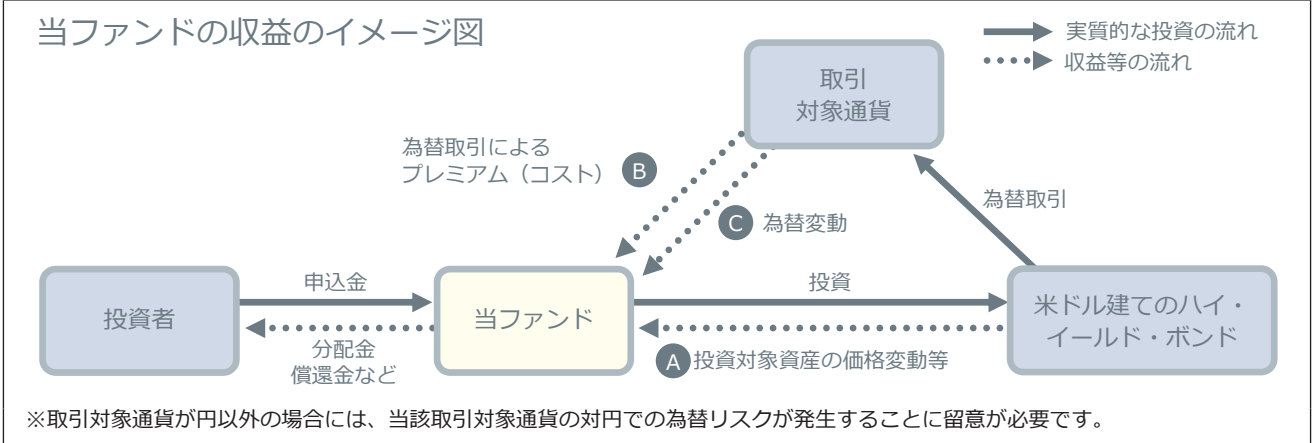 当ファンドの収益のイメージ図
実質的な投資の流れ
収益等の流れ
取引
対象通貨
為替取引による
プレミアム（コスト）
B
C
為替変動
為替取引
投資者
申込金
分配金
償還金など
当ファンド
投資
A
投資対象資産の価格変動等
米ドル建てのハイ・
イールド・ボンド
※取引対象通貨が円以外の場合には、当該取引対象通貨の対円での為替リスクが発生することに留意が必要です。